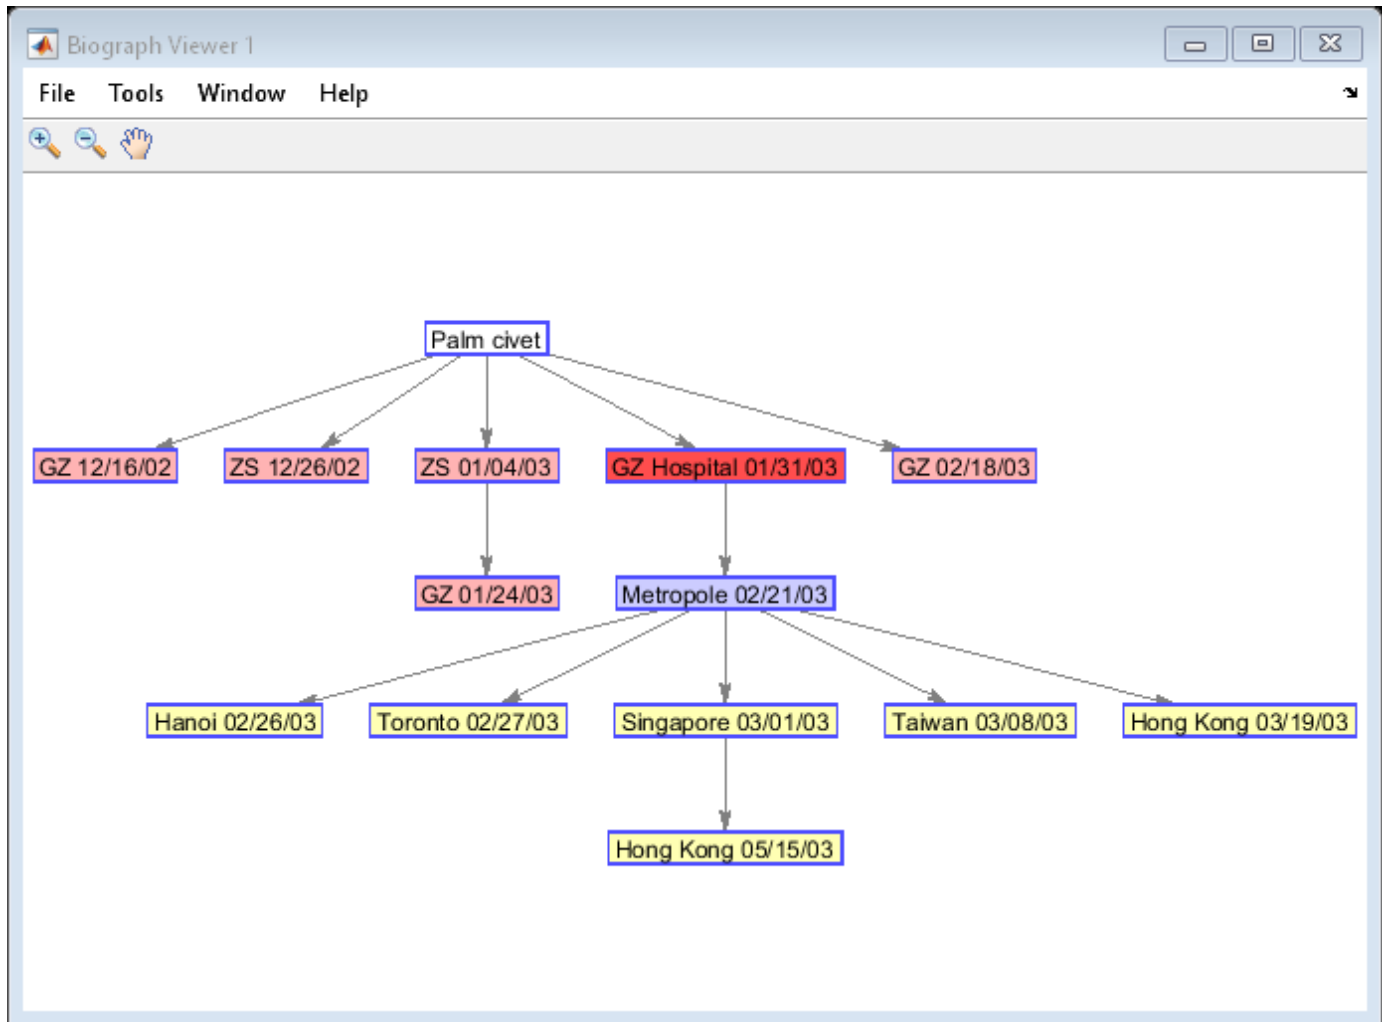 Biograph Viewer 1
File Tools Window Help
Palm civet
GZ 12/16/02 ZS 12/26/02 ZS 01/04/03 GZ Hospital 01/31/03 GZ 02/18/03
GZ 01/24/03 Metropole 02/21/03
Hanoi 02/26/03 Toronto 02/27/03 Singapore 03/01/03 Taiwan 03/08/03 Hong Kong 03/19/03
Hong Kong 05/15/03